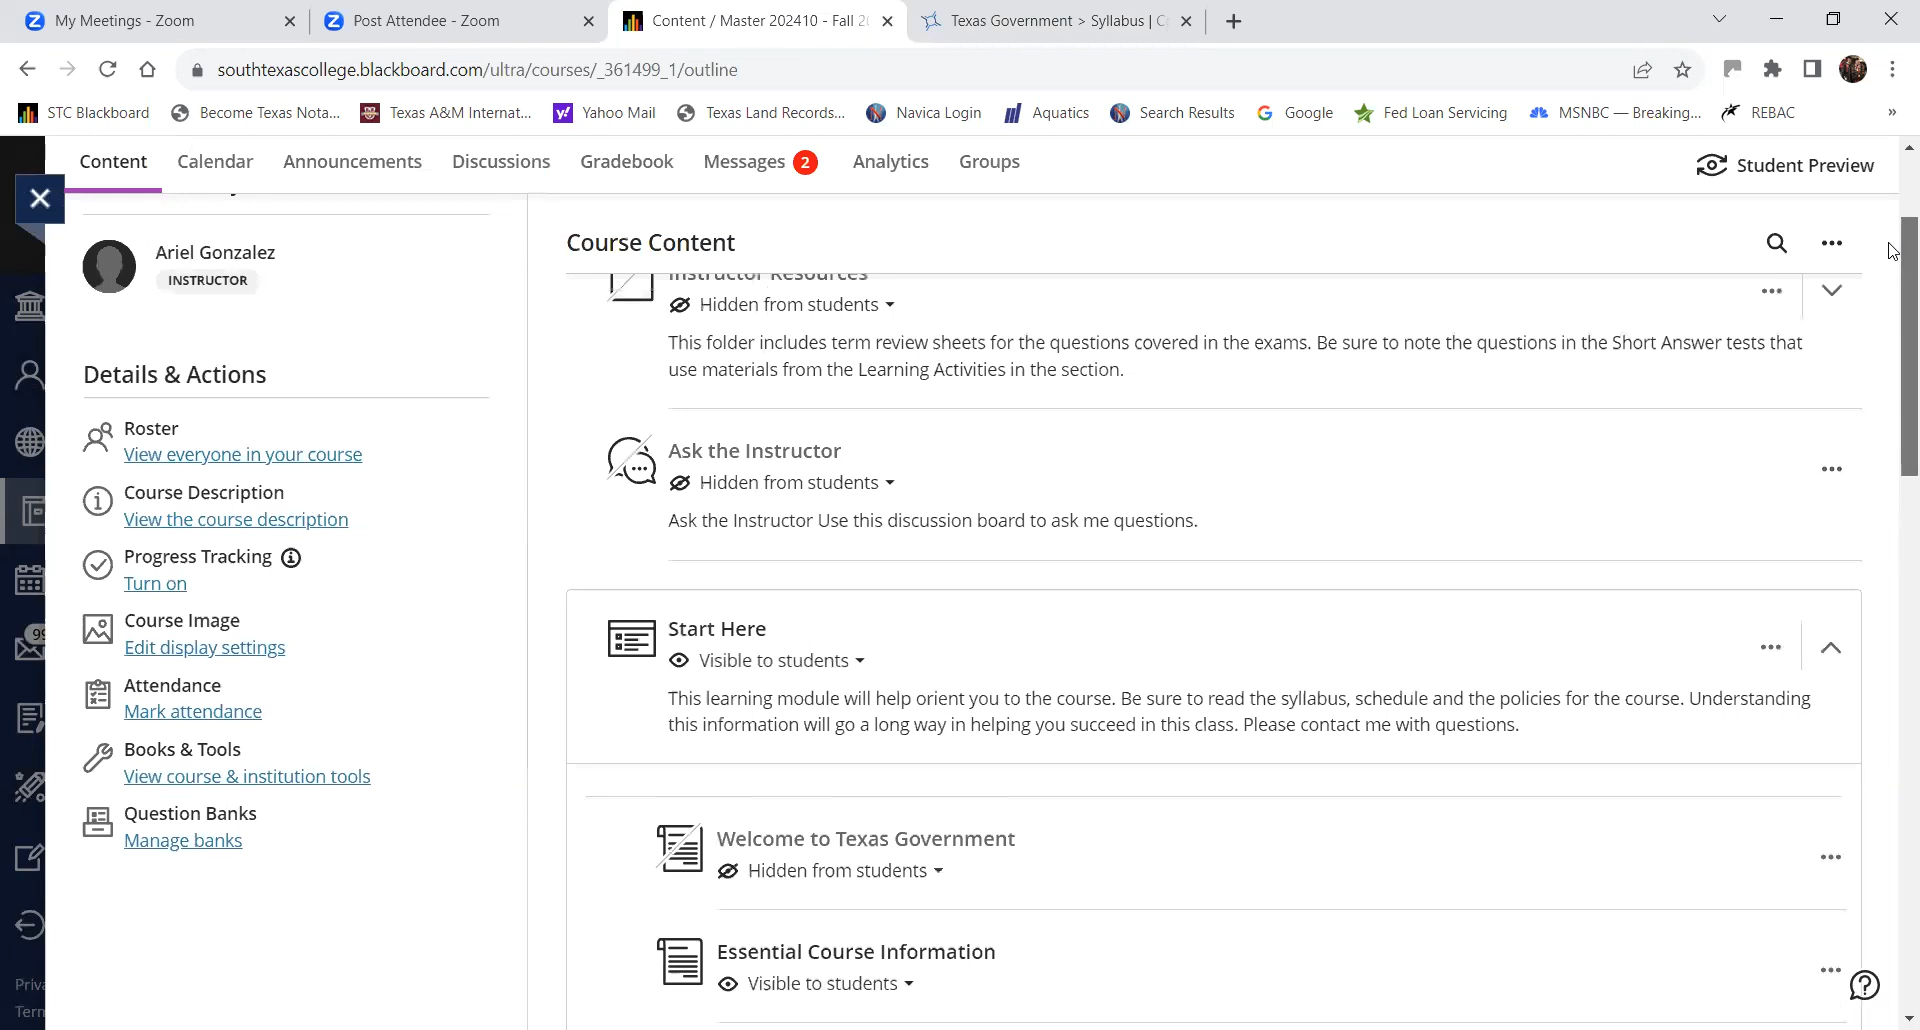 My Meetings - Zoom
Post Attendee - Zoom
Content / Master 202410 - Fall 2
Texas Government > Syllabus | C
southtexascollege.blackboard.com/ultra/courses/_361499_1/outline
STC Blackboard
Become Texas Nota...
Texas A&M Internat...
Yahoo Mail
Texas Land Records...
Navica Login
Aquatics
Search Results
Google
Fed Loan Servicing
MSNBC — Breaking...
REBAC
»
Content
Calendar
Announcements
Discussions
Gradebook
Messages 2
Analytics
Groups
Student Preview
Ariel Gonzalez
INSTRUCTOR
Details & Actions
Roster
View everyone in your course
Course Description
View the course description
Progress Tracking
Turn on
Course Image
Edit display settings
Attendance
Mark attendance
Books & Tools
View course & institution tools
Question Banks
Manage banks
99
Priva
Term
Course Content
Instructor Resources
Hidden from students
This folder includes term review sheets for the questions covered in the exams. Be sure to note the questions in the Short Answer tests that
use materials from the Learning Activities in the section.
Ask the Instructor
Hidden from students
Ask the Instructor Use this discussion board to ask me questions.
Start Here
Visible to students
This learning module will help orient you to the course. Be sure to read the syllabus, schedule and the policies for the course. Understanding
this information will go a long way in helping you succeed in this class. Please contact me with questions.
Welcome to Texas Government
Hidden from students
Essential Course Information
Visible to students